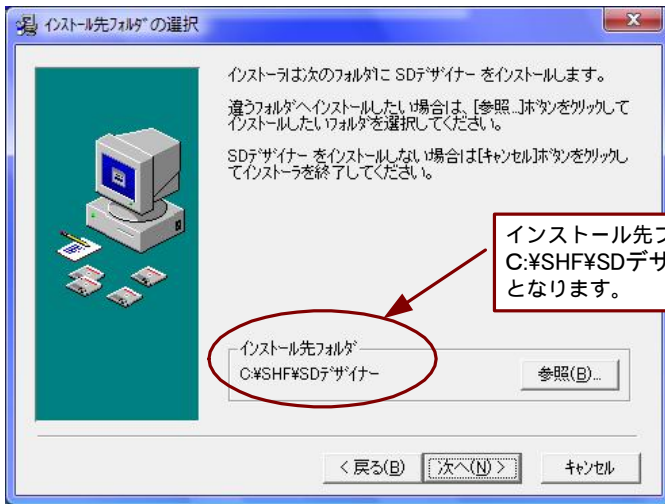 インストール先フォルダの選択
インストーラは次のフォルダに SDデザイナー をインストールします。
違うフォルダへインストールしたい場合は、[参照...]ボタンをクリックして
インストールしたいフォルダを選択してください。
SDデザイナー をインストールしない場合は[キャンセル]ボタンをクリックし
てインストーラを終了してください。
インストール先フ
C:¥SHF¥SDデサ
となります。
インストール先フォルダ
C:¥SHF¥SDデザイナー
参照(B)...
< 戻る(B)
次へ(N) >
キャンセル